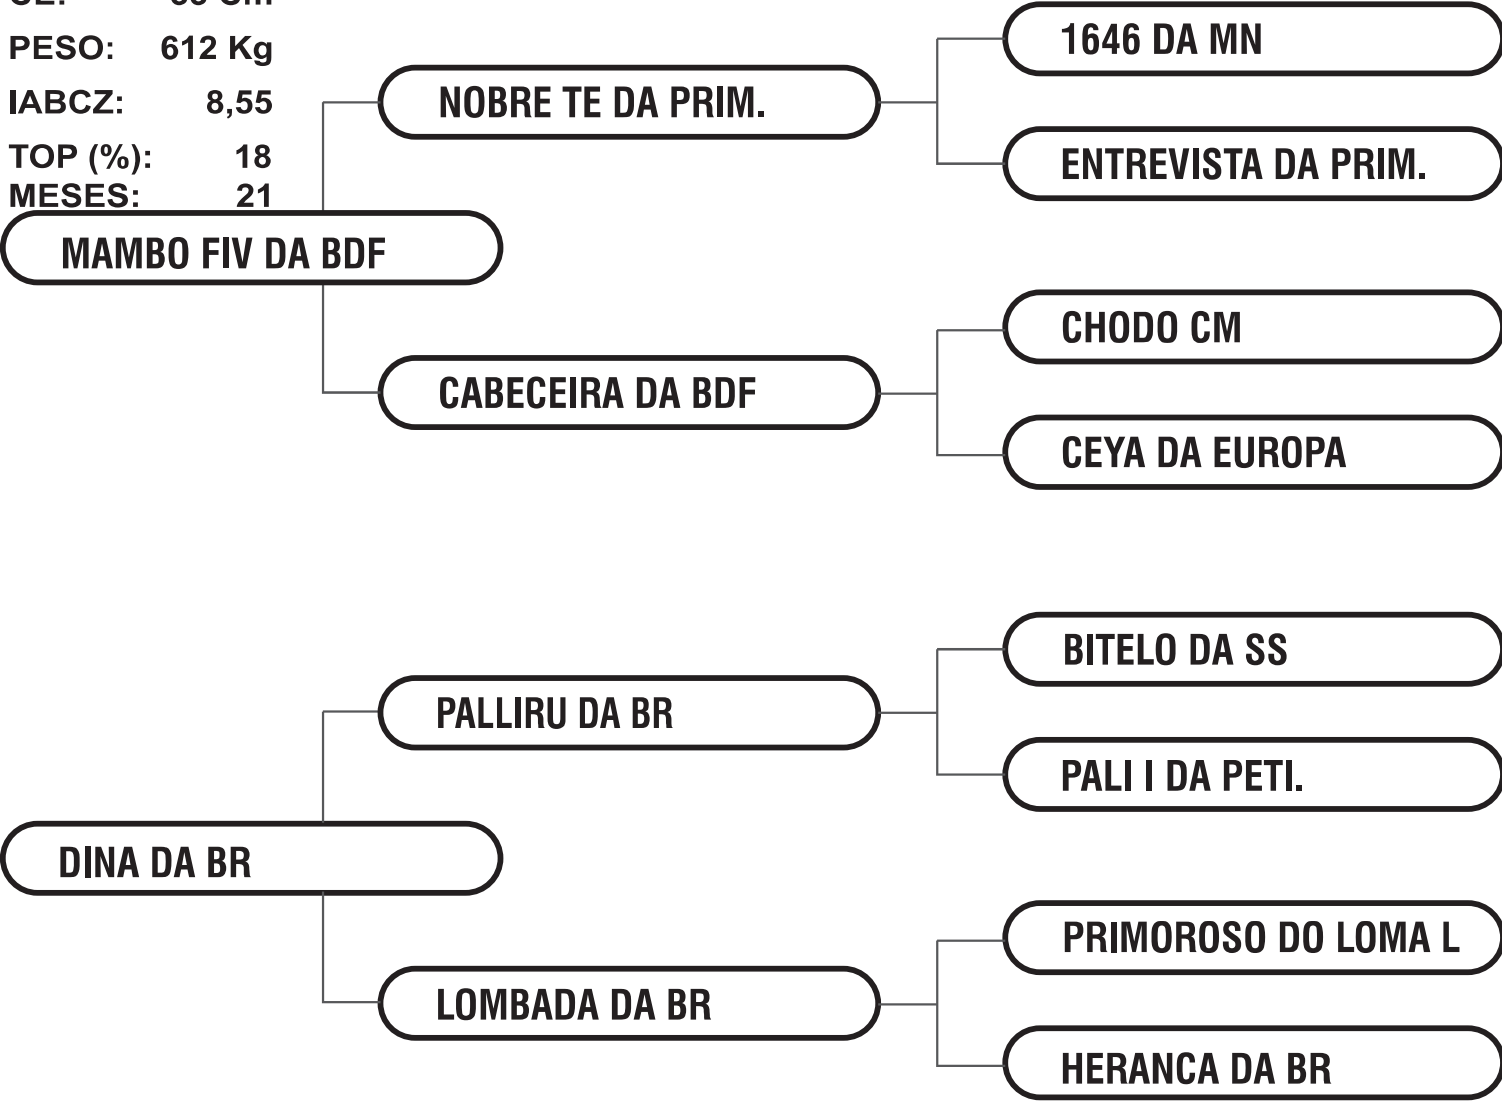 PESO: 612 Kg
IABCZ: 8,55
TOP (%): 18
MESES: 21
MAMBO FIV DA BDF
NOBRE TE DA PRIM.
1646 DA MN
ENTREVISTA DA PRIM.
CABECEIRA DA BDF
CHODO CM
CEYA DA EUROPA
DINA DA BR
PALLIRU DA BR
BITELO DA SS
PALI I DA PETI.
LOMBADA DA BR
PRIMOROSO DO LOMA L
HERANCA DA BR